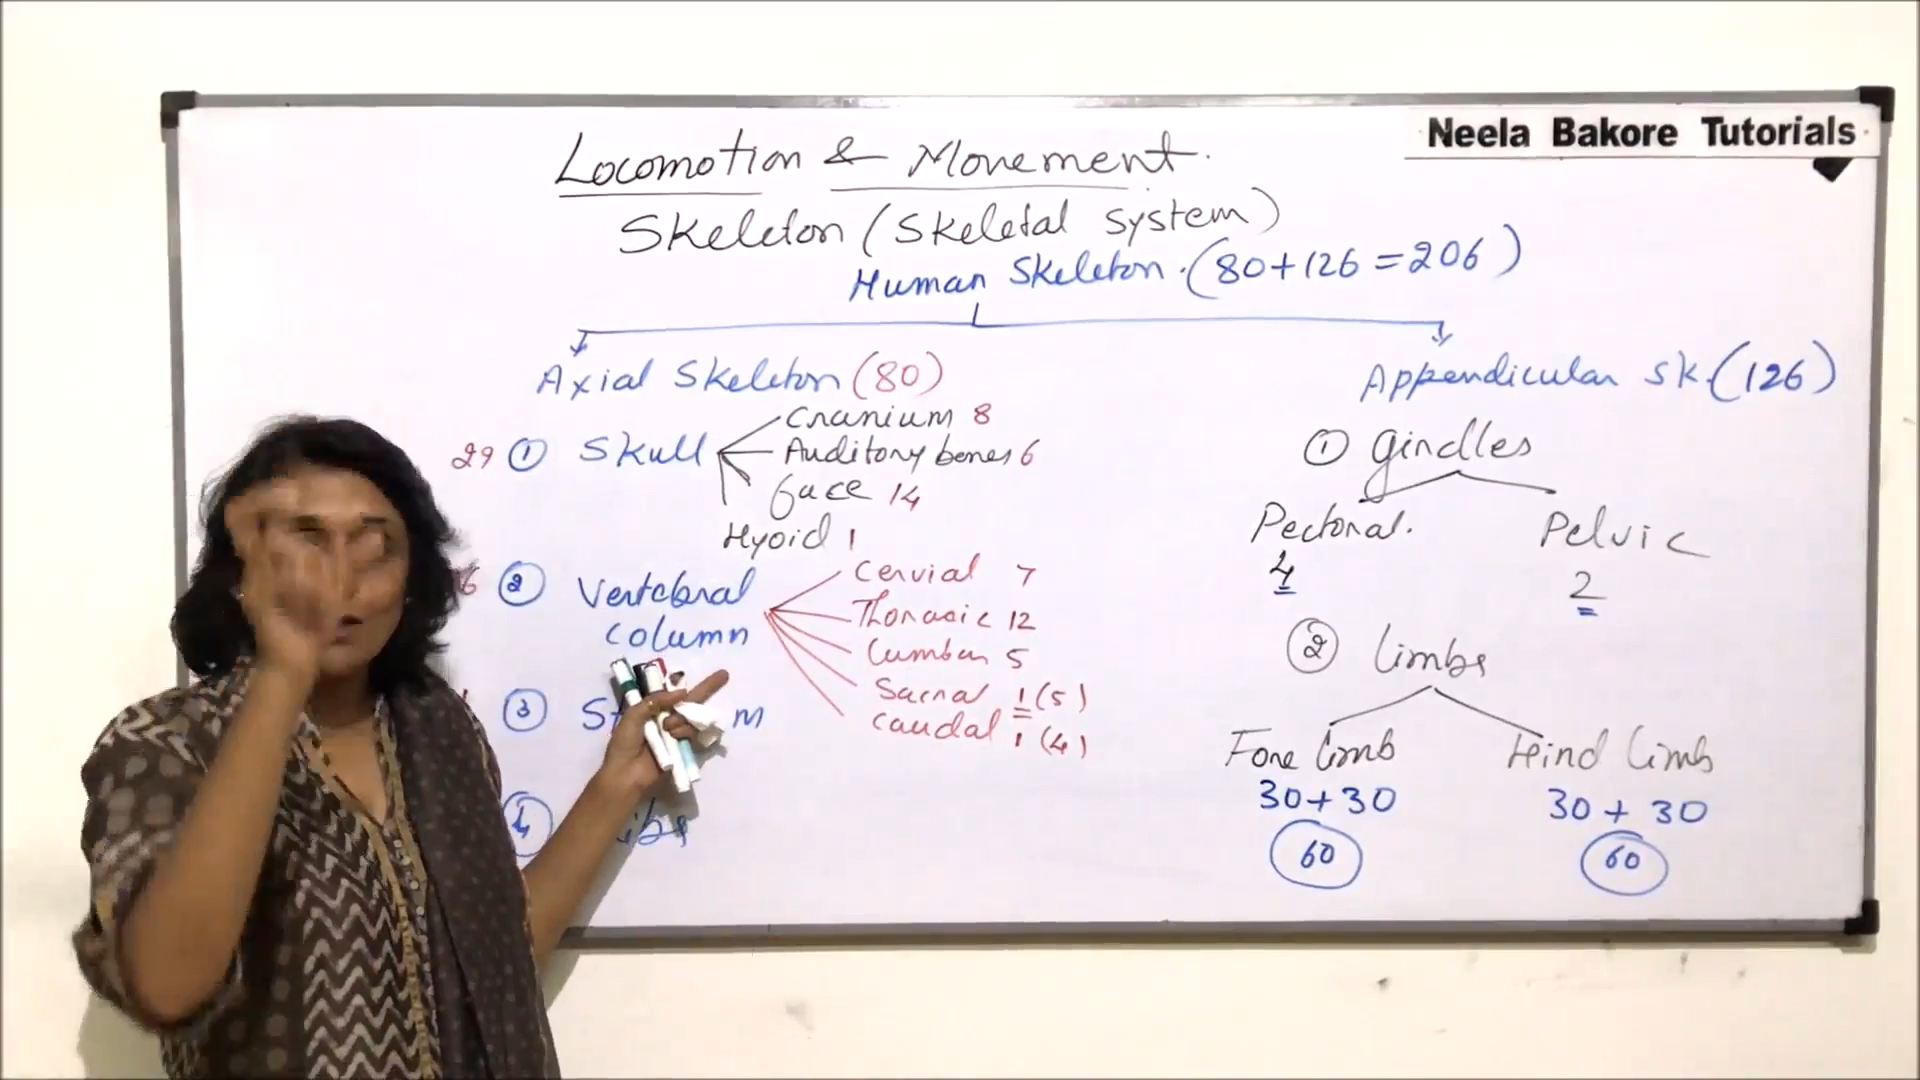 Neela Bakore Tutorials
Locomotion & Movement.
Skeleton (Skeletal system)
Human Skeleton. (80+126=206)
Axial Skeleton (80)
29 ① Skull
Cranium 8
Auditory bones 6
face 14
Hyoid 1
② Vertebral column
Cervial 7
Thoracic 12
Lumbar 5
Sacral 1 (5)
Caudal 1 (4)
③
④
Appendicular Sk. (126)
① Girdles
Pectoral. Pelvic
4 2
② Limbs
Fore limb Hind limb
30+30 30+30
60 60